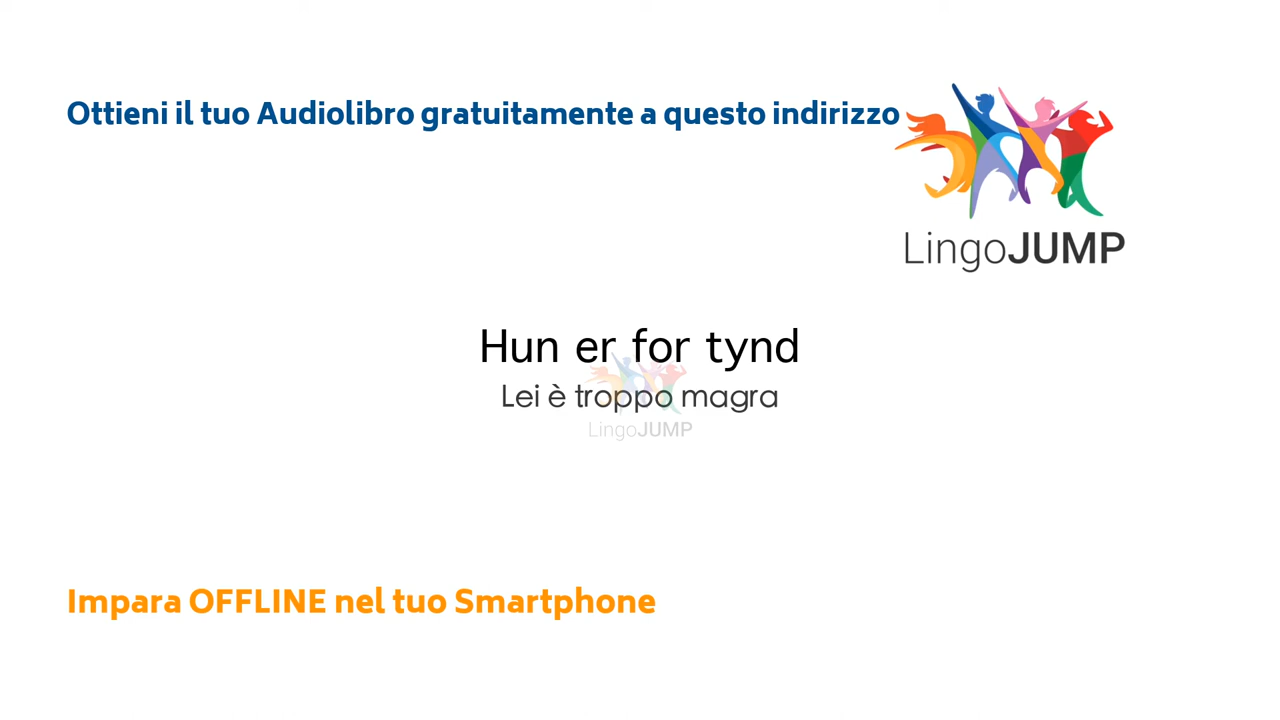 Ottieni il tuo Audiolibro gratuitamente a questo indirizzo
LingoJUMP
Hun er for tynd
Lei è troppo magra
LingoJUMP
Impara OFFLINE nel tuo Smartphone